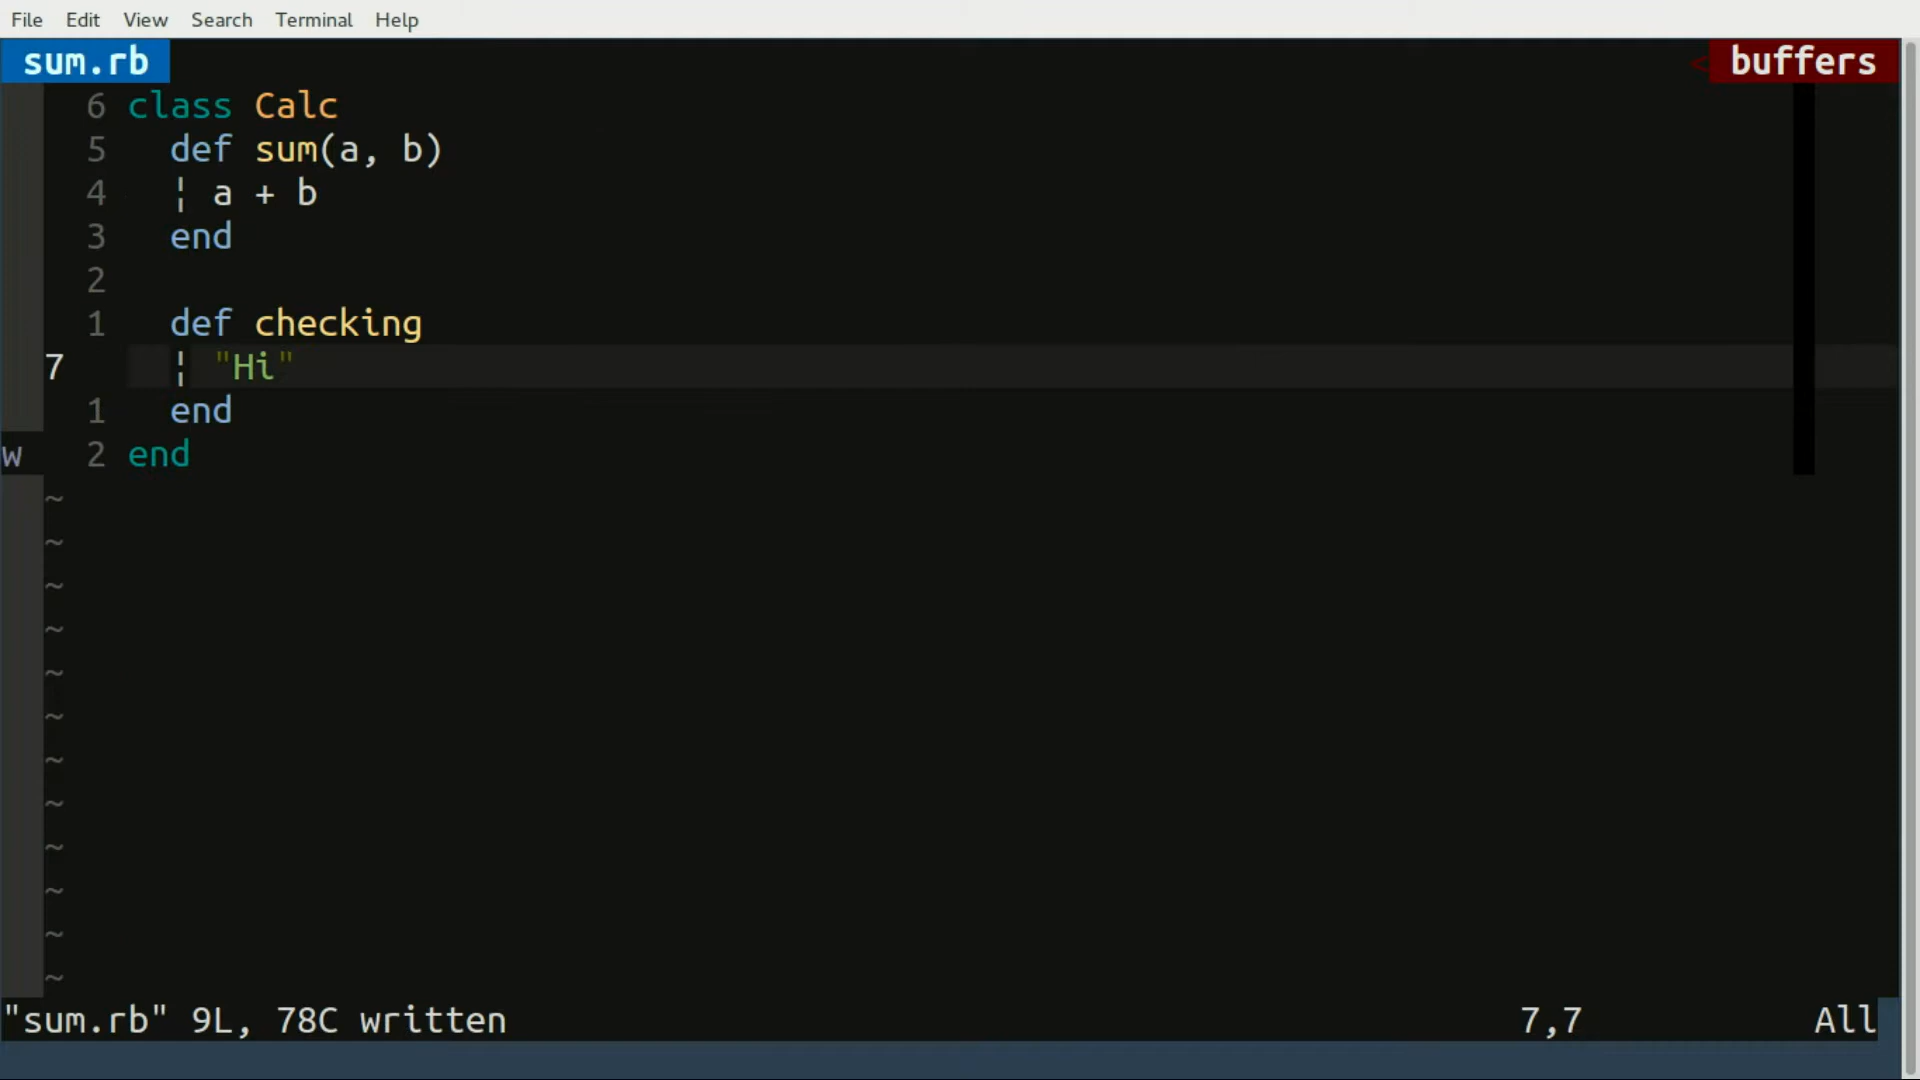 File Edit View Search Terminal Help
sum.rb < buffers
6 class Calc
5 def sum(a, b)
4 ¦ a + b
3 end
2
1 def checking
7 ¦ "Hi"
1 end
w 2 end
~
~
~
~
~
~
~
~
~
~
~
~
"sum.rb" 9L, 78C written 7,7 All